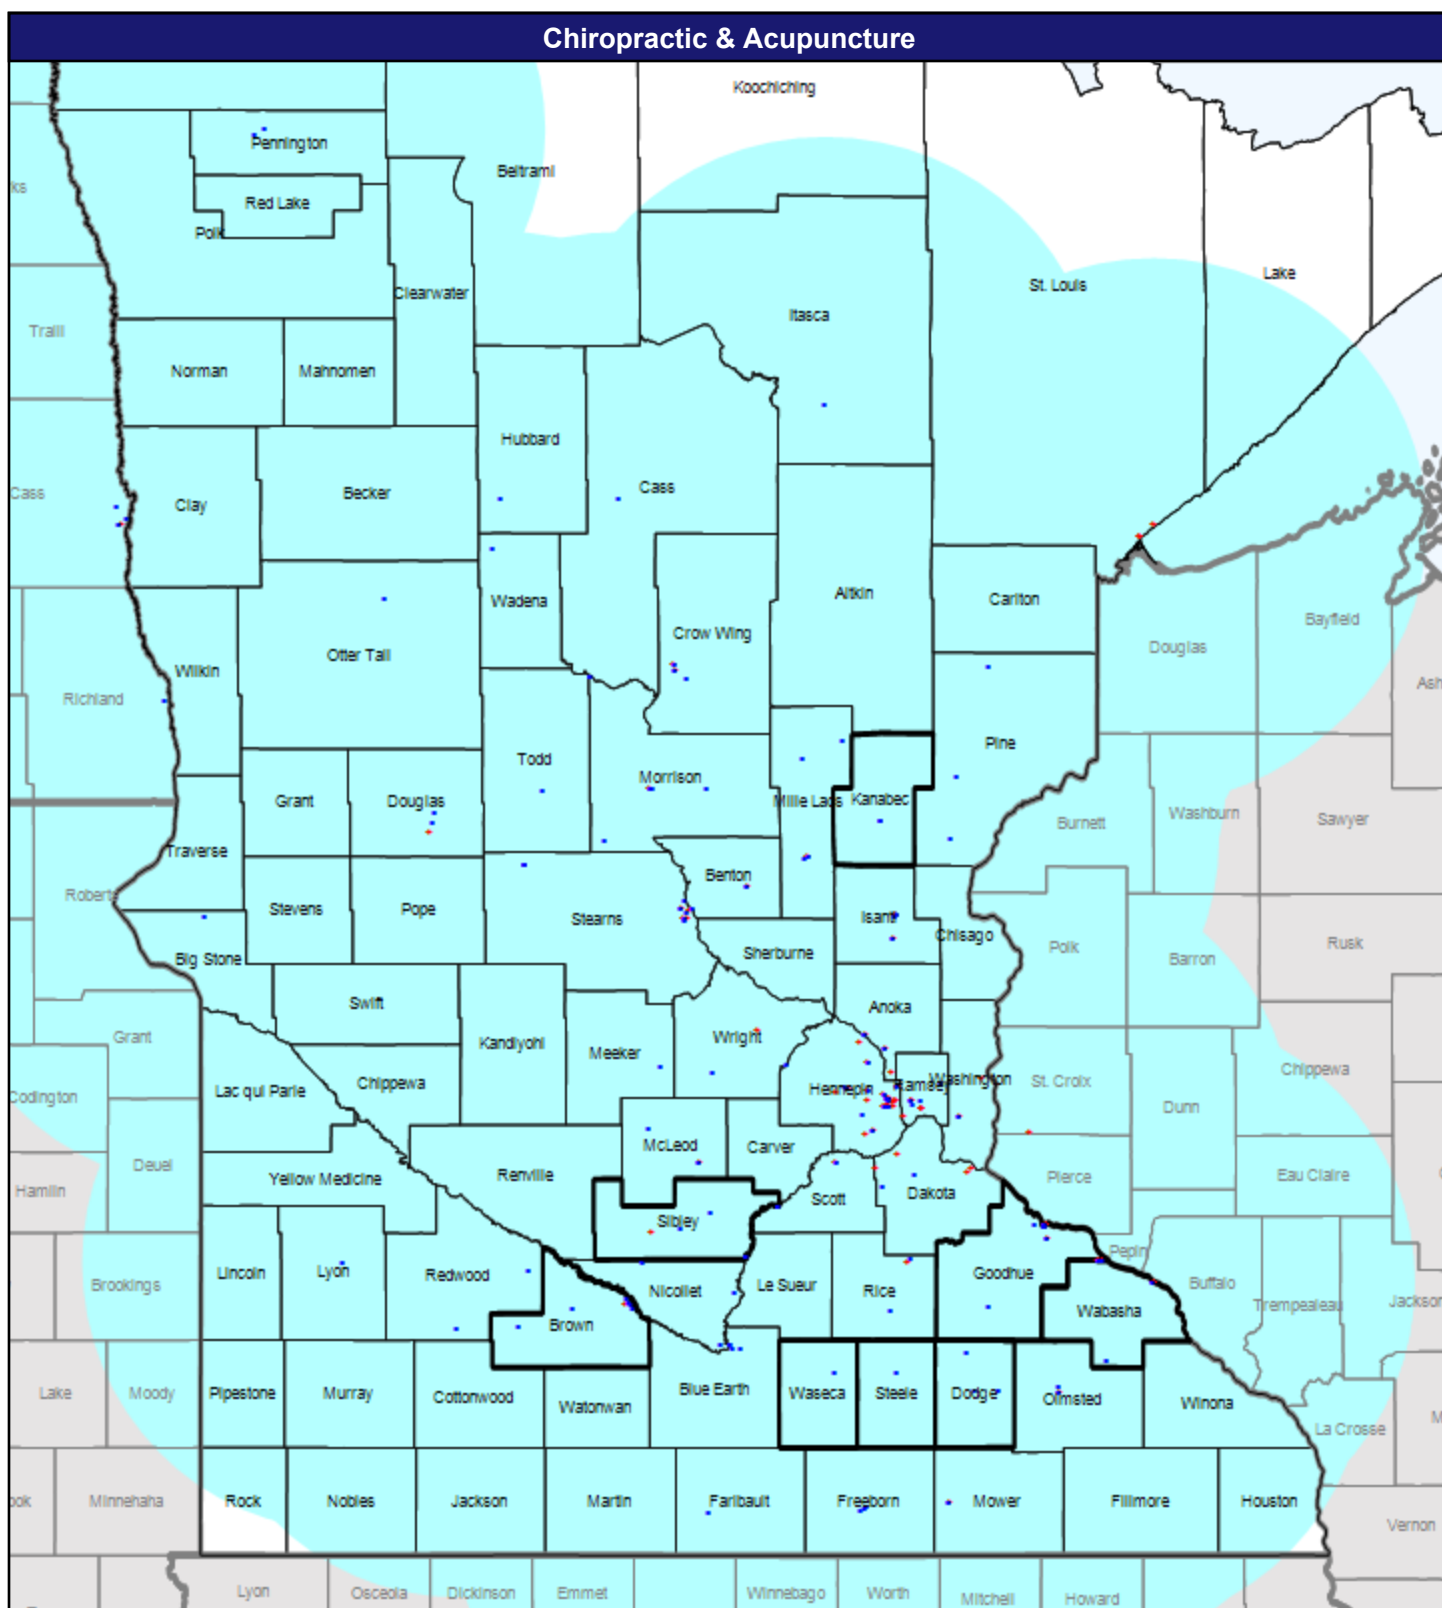 Chiropractic & Acupuncture
Koochiching
Pennington
Beltrami
ks
Red Lake
Polk
Lake
Clearwater
St. Louis
Itasca
Traill
Norman
Mahnomen
Hubbard
Cass
Cass
Becker
Clay
Aitkin
Carlton
Wadena
Crow Wing
Bayfield
Otter Tail
Douglas
Wilkin
Richland
Ash
Pine
Todd
Morrison
Grant
Douglas
Mille Lacs
Kanabec
Washburn
Sawyer
Burnett
Traverse
Benton
Roberts
Stevens
Pope
Stearns
Isanti
Chisago
Polk
Rusk
Big Stone
Sherburne
Barron
Swift
Anoka
Grant
Kandiyohi
Wright
Meeker
Chippewa
Chippewa
Lac qui Parle
Hennepin
Ramsey
Washington
St. Croix
Codington
Dunn
McLeod
Carver
Deuel
Renville
Yellow Medicine
Pierce
Eau Claire
Hamlin
Scott
Dakota
Sibley
Pepin
Lincoln
Lyon
Redwood
Goodhue
Brookings
Nicollet
Le Sueur
Rice
Buffalo
Trempealeau
Jackson
Wabasha
Brown
Lake
Moody
Pipestone
Murray
Cottonwood
Watonwan
Blue Earth
Waseca
Steele
Dodge
Olmsted
Winona
M
La Crosse
ook
Minnehaha
Rock
Nobles
Jackson
Martin
Faribault
Freeborn
Mower
Fillmore
Houston
Vernon
Lyon
Osceola
Dickinson
Emmet
Winnebago
Worth
Mitchell
Howard